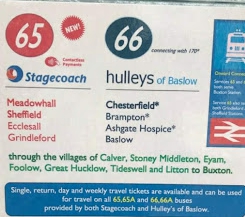 65
NEW!
Contactless
Payments
Stagecoach
Meadowhall
Sheffield
Ecclesall
Grindleford
66
connecting with 170*
hulleys of Baslow
Chesterfield*
Brampton*
Ashgate Hospice*
Baslow
through the villages of Calver, Stoney Middleton, Eyam,
Foolow, Great Hucklow, Tideswell and Litton to Buxton.
Single, return, day and weekly travel tickets are available and can be used
for travel on all 65,65A and 66,66A buses
provided by both Stagecoach and Hulley's of Baslow.